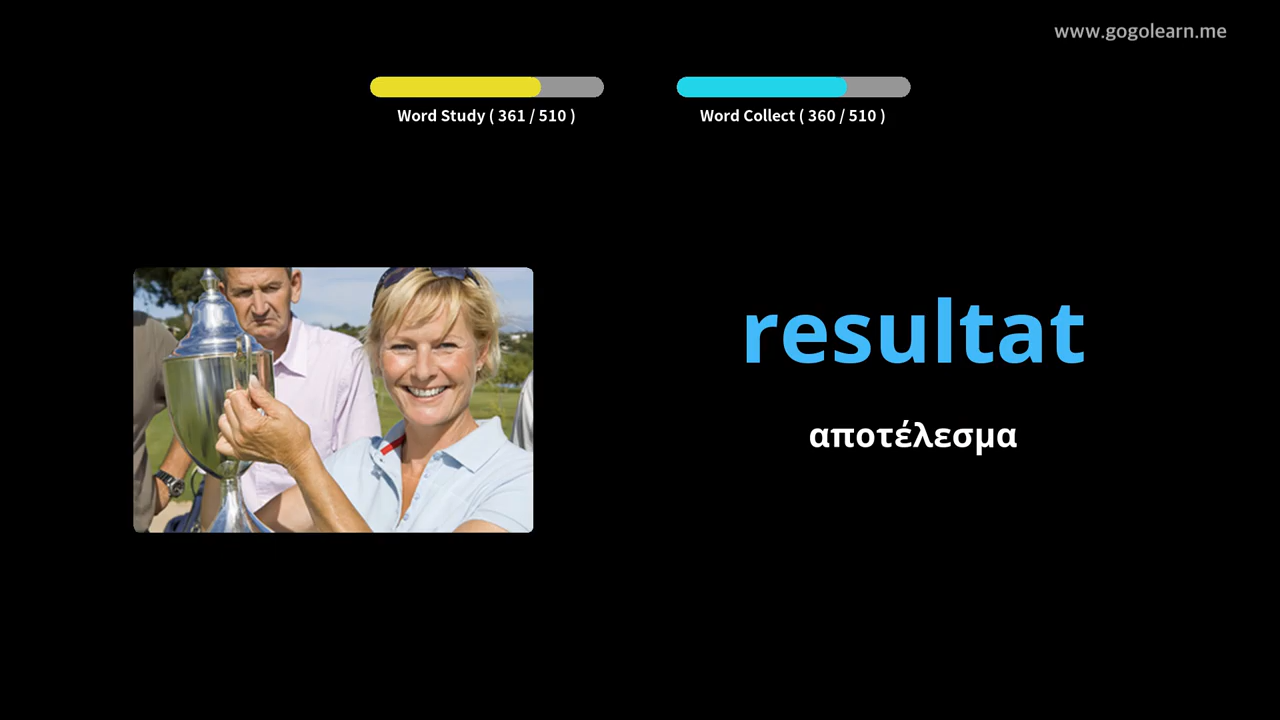 www.gogolearn.me
Word Study ( 361 / 510 )
Word Collect ( 360 / 510 )
resultat
αποτέλεσμα